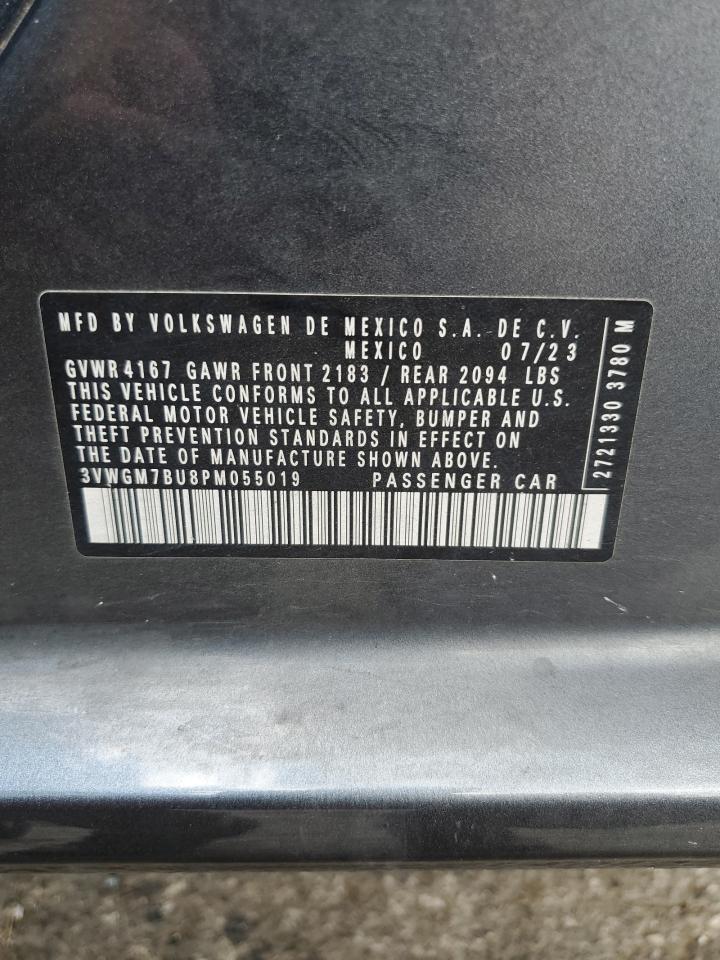 MFD BY VOLKSWAGEN DE MEXICO S.A. DE C.V.
MEXICO 07/23
GVWR 4167 GAWR FRONT 2183 / REAR 2094 LBS
THIS VEHICLE CONFORMS TO ALL APPLICABLE U.S.
FEDERAL MOTOR VEHICLE SAFETY, BUMPER AND
THEFT PREVENTION STANDARDS IN EFFECT ON
THE DATE OF MANUFACTURE SHOWN ABOVE.
3VWGM7BU8PM055019 PASSENGER CAR
2721330 3780 M